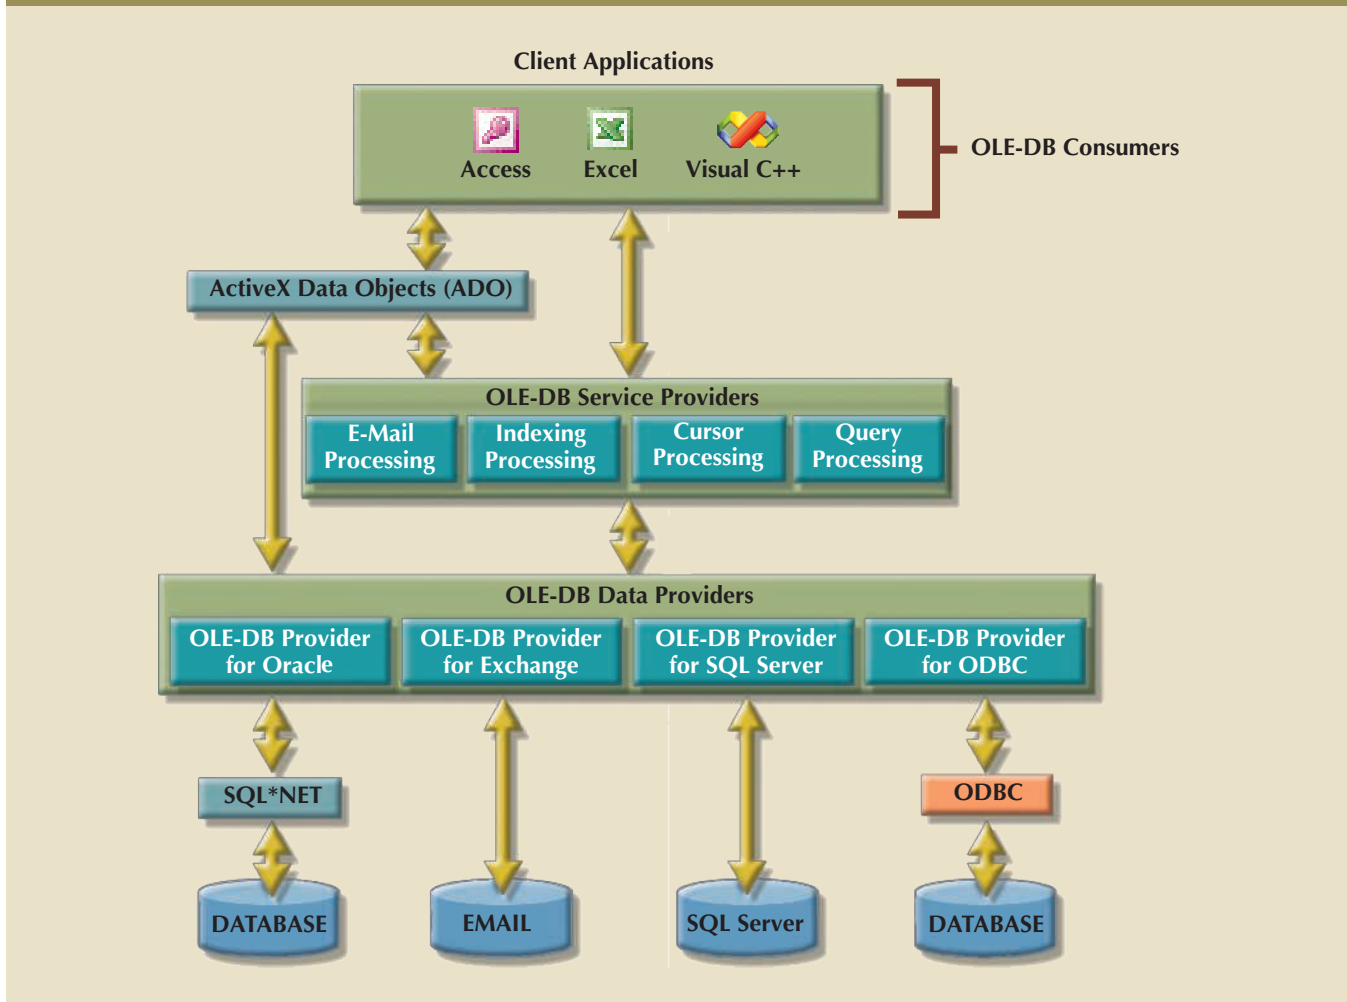 Client Applications
Access
Excel
Visual C++
OLE-DB Consumers
ActiveX Data Objects (ADO)
OLE-DB Service Providers
E-Mail
Processing
Indexing
Processing
Cursor
Processing
Query
Processing
OLE-DB Data Providers
OLE-DB Provider
for Oracle
OLE-DB Provider
for Exchange
OLE-DB Provider
for SQL Server
OLE-DB Provider
for ODBC
SQL*NET
ODBC
DATABASE
EMAIL
SQL Server
DATABASE